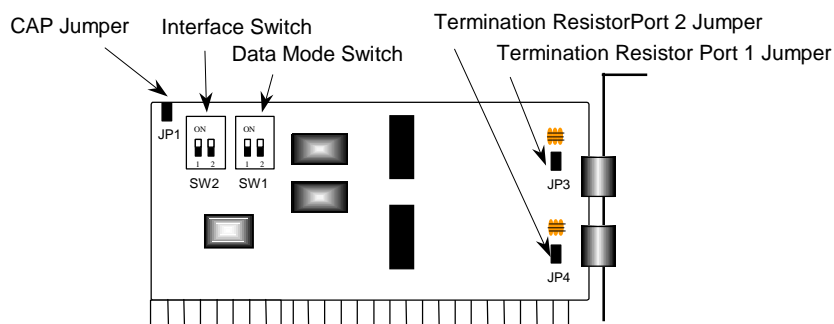 Termination ResistorPort 2 Jumper
CAP Jumper
Interface Switch
Data Mode Switch
Termination Resistor Port 1 Jumper
JP1
ON
1 2
SW2
ON
1 2
SW1
JP3
JP4